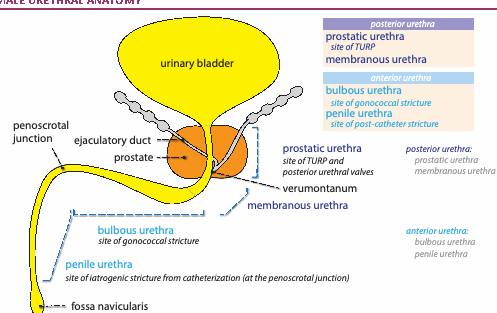 MALE URETHRAL ANATOMY
posterior urethra
prostatic urethra
site of TURP
membranous urethra
anterior urethra
bulbous urethra
site of gonococcal stricture
penile urethra
site of post-catheter stricture
urinary bladder
penoscrotal
junction
ejaculatory duct
prostate
prostatic urethra
site of TURP and
posterior urethral valves
verumontanum
membranous urethra
posterior urethra:
prostatic urethra
membranous urethra
bulbous urethra
site of gonococcal stricture
anterior urethra:
bulbous urethra
penile urethra
penile urethra
site of iatrogenic stricture from catheterization (at the penoscrotal junction)
fossa navicularis